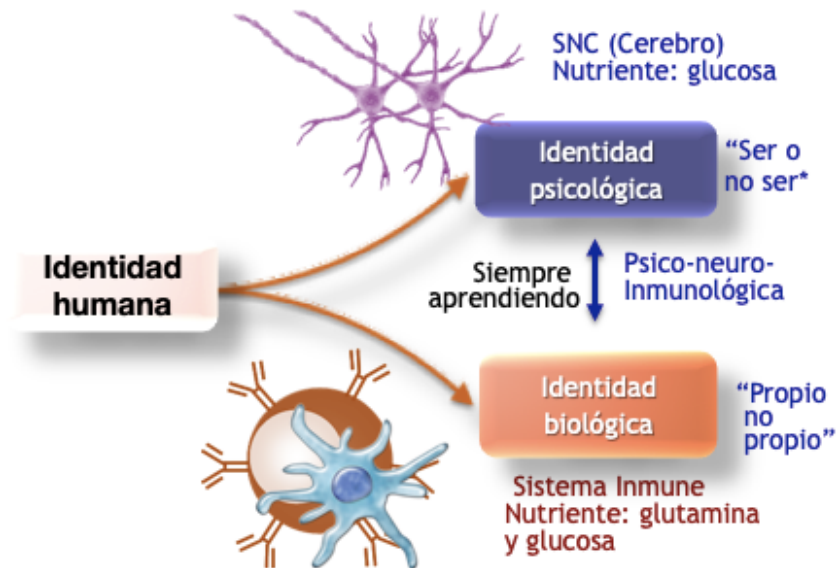 SNC (Cerebro)
Nutriente: glucosa
Identidad
psicológica
“Ser o
no ser*
Identidad
humana
Siempre
aprendiendo
Psico-neuro-
Inmunológica
Identidad
biológica
“Propio
no
propio”
Sistema Inmune
Nutriente: glutamina
y glucosa